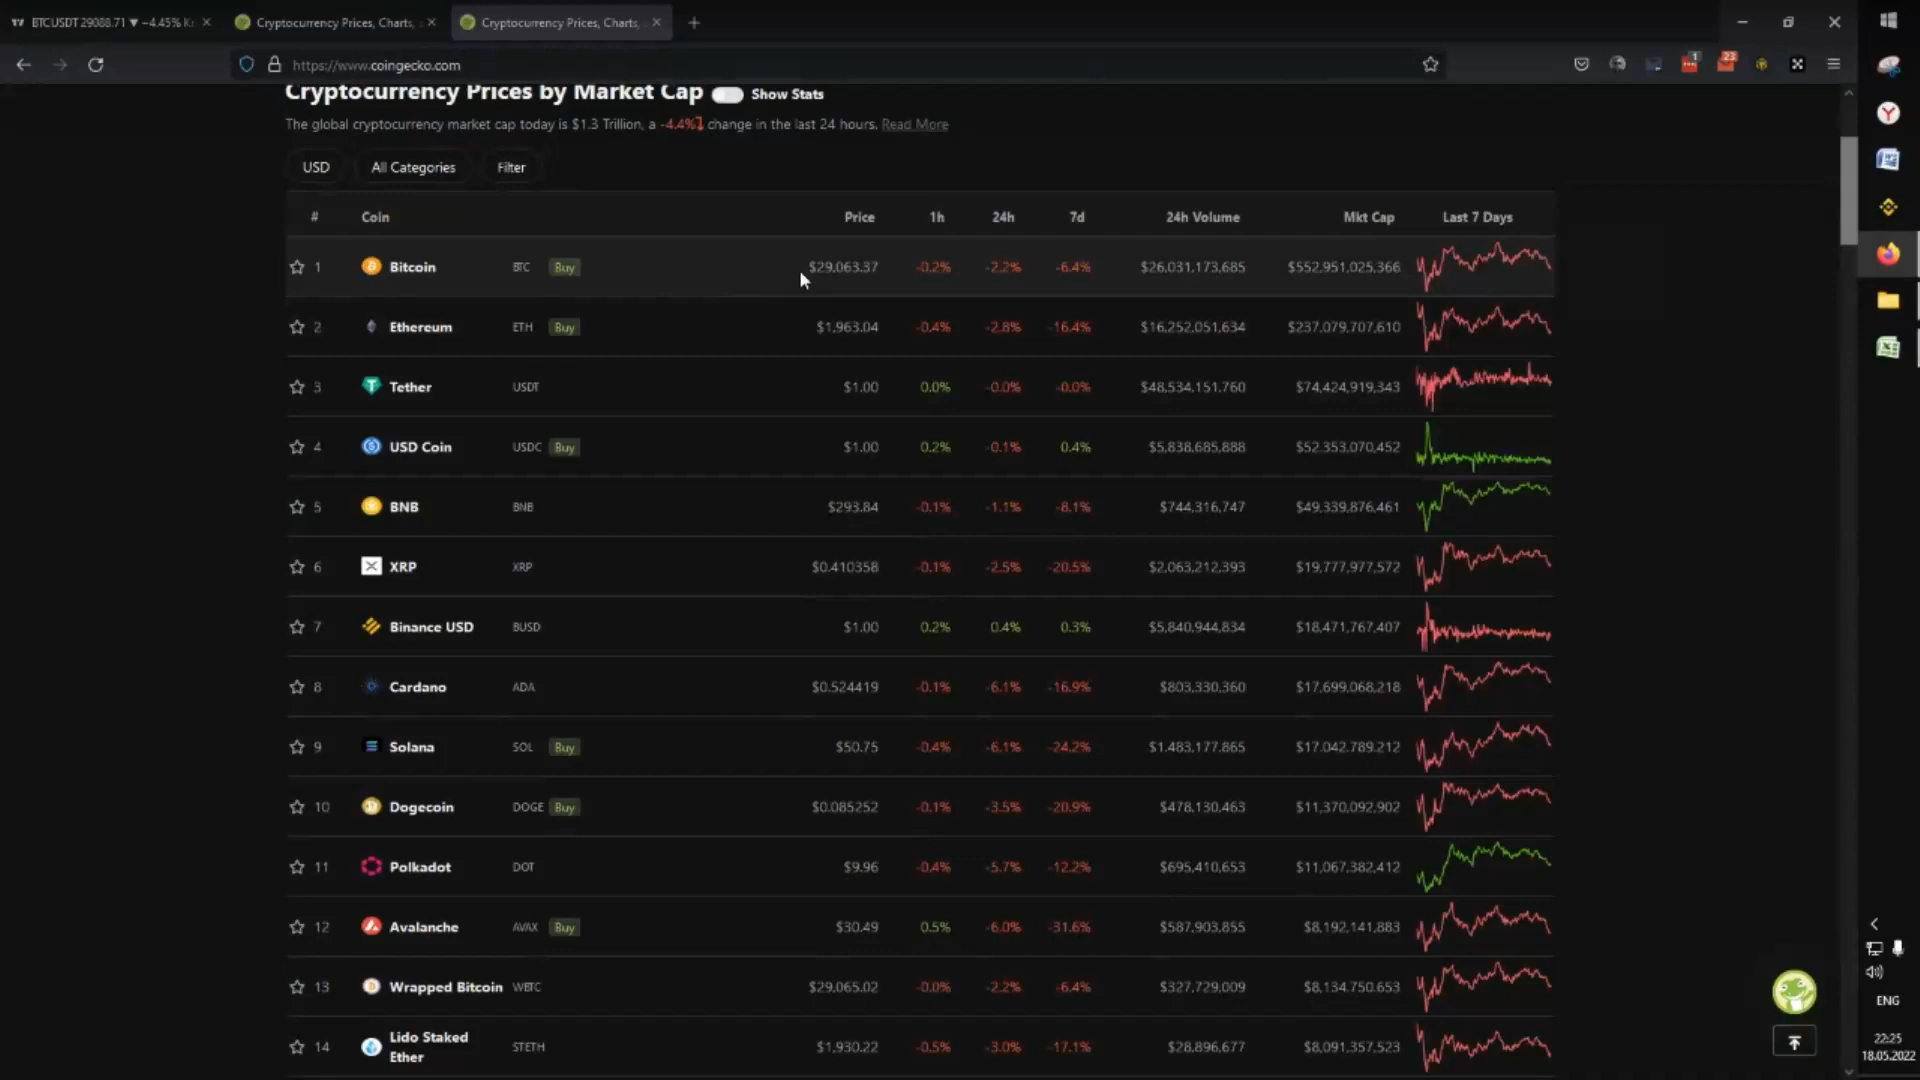 BTCUSDT 29088.71 ▼ −4.45% Kr
Cryptocurrency Prices, Charts,
Cryptocurrency Prices, Charts,
https://www.coingecko.com
1
23
Cryptocurrency Prices by Market Cap
Show Stats
The global cryptocurrency market cap today is $1.3 Trillion, a -4.4% change in the last 24 hours. Read More
USD All Categories Filter
# Coin Price 1h 24h 7d 24h Volume Mkt Cap Last 7 Days
1 Bitcoin BTC Buy $29,063.37 -0.2% -2.2% -6.4% $26,031,173,685 $552,951,025,366
2 Ethereum ETH Buy $1,963.04 -0.4% -2.8% -16.4% $16,252,051,634 $237,079,707,610
3 Tether USDT $1.00 0.0% -0.0% -0.0% $48,534,151,760 $74,424,919,343
4 USD Coin USDC Buy $1.00 0.2% -0.1% 0.4% $5,838,685,888 $52,353,070,452
5 BNB BNB $293.84 -0.1% -1.1% -8.1% $744,316,747 $49,339,876,461
6 XRP XRP $0.410358 -0.1% -2.5% -20.5% $2,063,212,393 $19,777,977,572
7 Binance USD BUSD $1.00 0.2% 0.4% 0.3% $5,840,944,834 $18,471,767,407
8 Cardano ADA $0.524419 -0.1% -6.1% -16.9% $803,330,360 $17,699,068,218
9 Solana SOL Buy $50.75 -0.4% -6.1% -24.2% $1,483,177,865 $17,042,789,212
10 Dogecoin DOGE Buy $0.085252 -0.1% -3.5% -20.9% $478,130,463 $11,370,092,902
11 Polkadot DOT $9.96 -0.4% -5.7% -12.2% $695,410,653 $11,067,382,412
12 Avalanche AVAX Buy $30.49 0.5% -6.0% -31.6% $587,903,855 $8,192,141,883
13 Wrapped Bitcoin WBTC $29,065.02 -0.0% -2.2% -6.4% $327,729,009 $8,134,750,653
14 Lido Staked Ether STETH $1,930.22 -0.5% -3.0% -17.1% $28,896,677 $8,091,357,523
ENG
22:25
18.05.2022